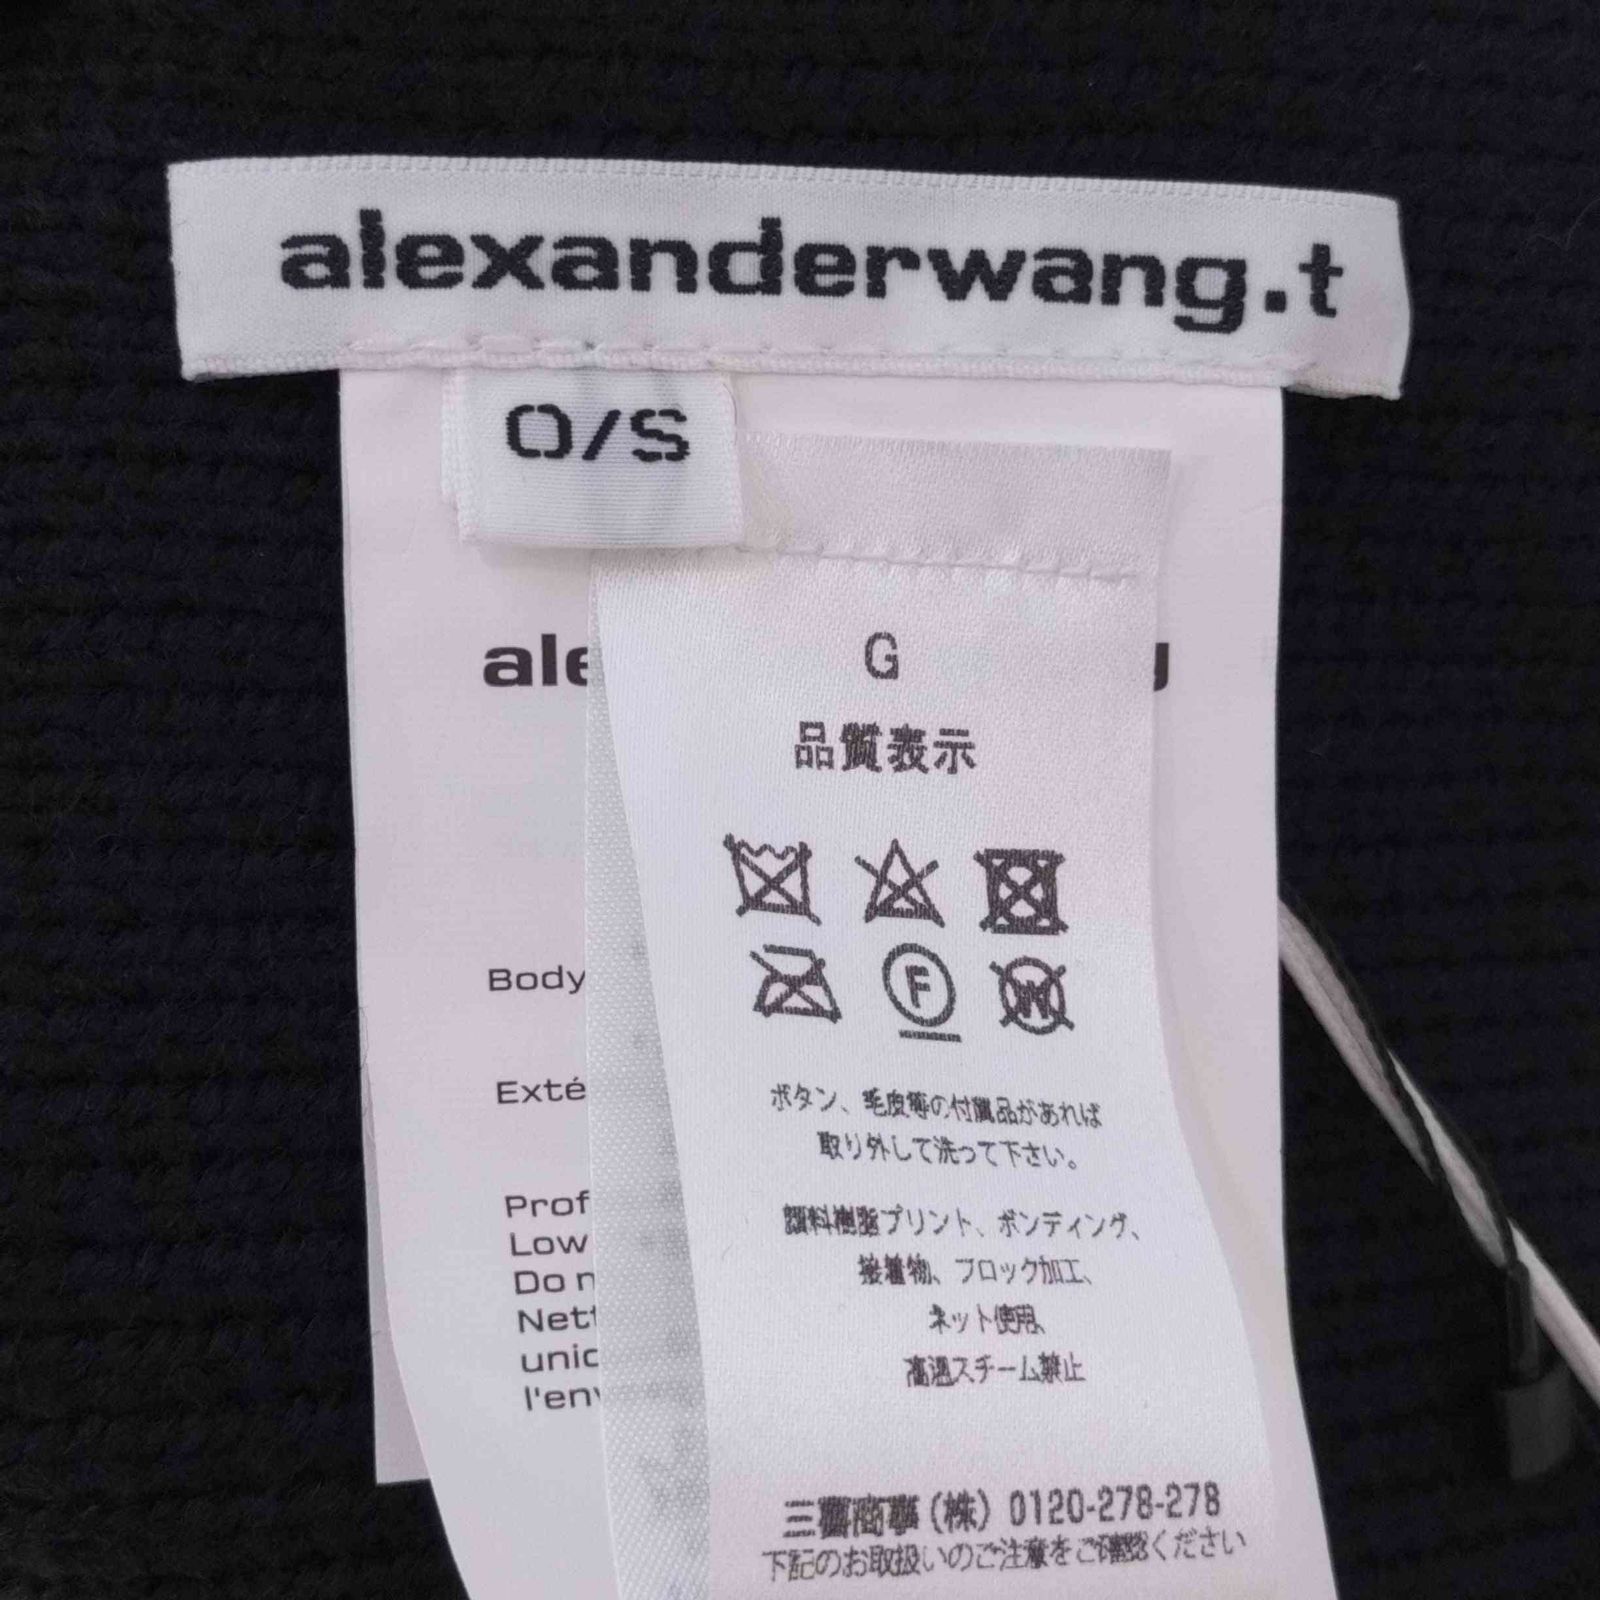 alexanderwang.t
O/S
ale
G
品質表示
F
W
Body
Exté
ボタン、毛皮等の付属品があれば
取り外して洗って下さい。
Prof
Low
Do n
Nett
uniq
l'env
顔料樹脂プリント、ボンディング、
接着物、ブロック加工、
ネット使用、
高温スチーム禁止
三喜商事(株) 0120-278-278
下記のお取扱いのご注意をご確認ください